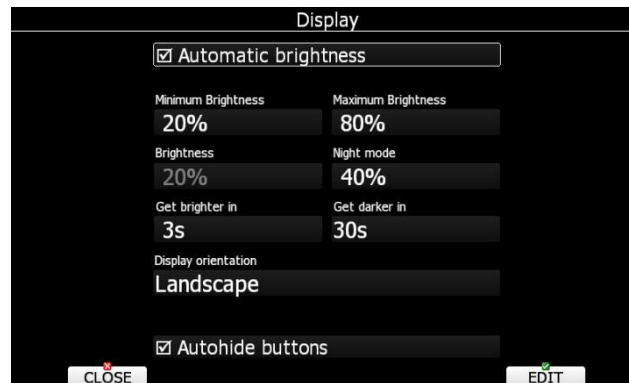 Display
☑ Automatic brightness
Minimum Brightness Maximum Brightness
20% 80%
Brightness Night mode
20% 40%
Get brighter in Get darker in
3s 30s
Display orientation
Landscape
☑ Autohide buttons
CLOSE EDIT